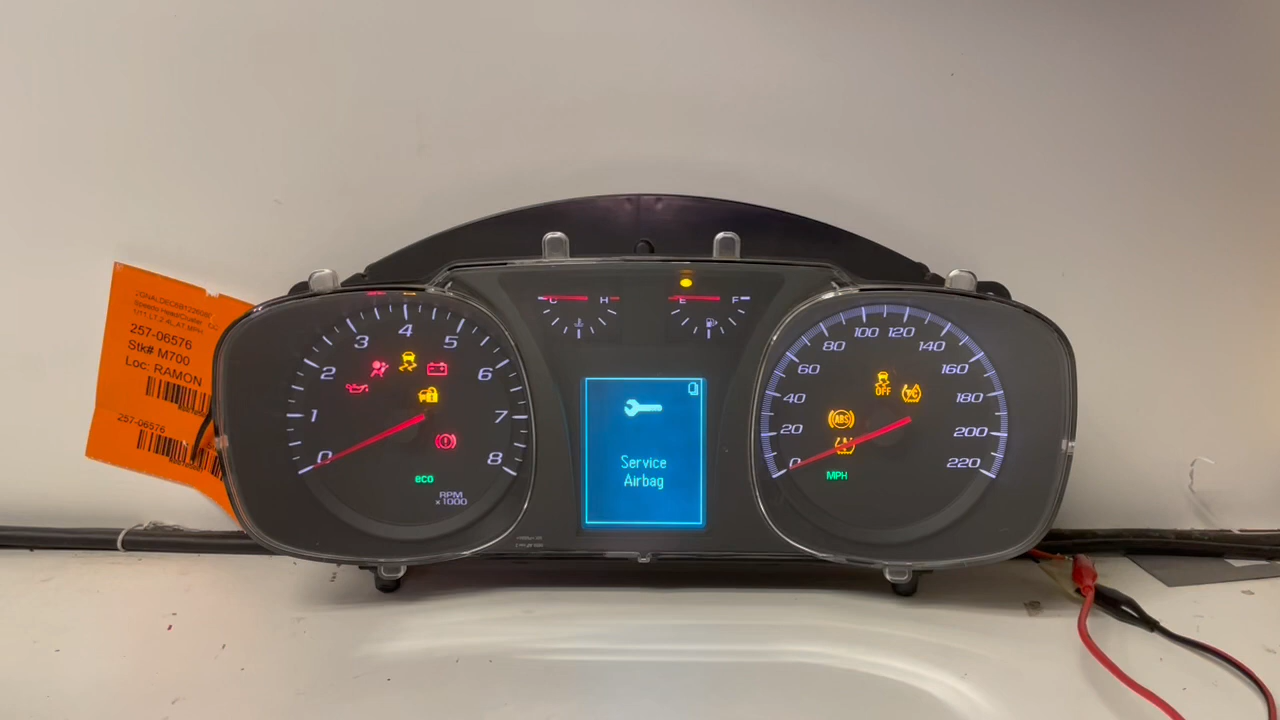 257-06576
Stk# M700
Loc: RAMON
257-06576
0
1
2
3
4
5
6
7
8
eco
RPM
x1000
C H
E F
Service
Airbag
0
20
40
60
80
100
120
140
160
180
200
220
OFF
ABS
MPH